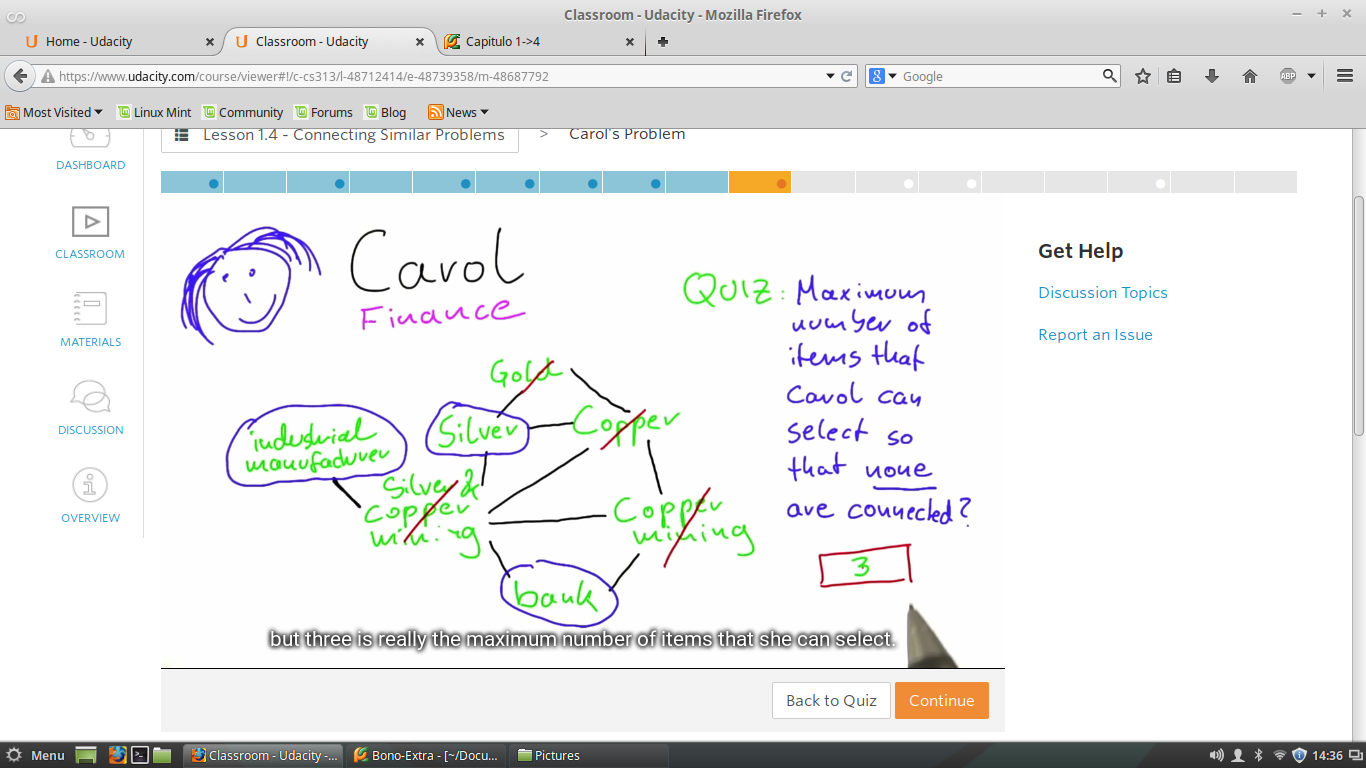 Classroom - Udacity - Mozilla Firefox
Home - Udacity
Classroom - Udacity
Capitulo 1->4
https://www.udacity.com/course/viewer#!/c-cs313/l-48712414/e-48739358/m-48687792
Google
ABP
Most Visited
Linux Mint
Community
Forums
Blog
News
Lesson 1.4 - Connecting Similar Problems > Carol's Problem
DASHBOARD
CLASSROOM
MATERIALS
DISCUSSION
OVERVIEW
Carol
Finance
Gold
Silver
Copper
industrial
manufacturer
Silver &
Copper
mining
Copper
mining
bank
QUIZ: Maximum
number of
items that
Carol can
select so
that none
are connected?
3
but three is really the maximum number of items that she can select.
Back to Quiz
Continue
Get Help
Discussion Topics
Report an Issue
Menu
Classroom - Udacity -...
Bono-Extra - [~/Docu...
Pictures
14:36